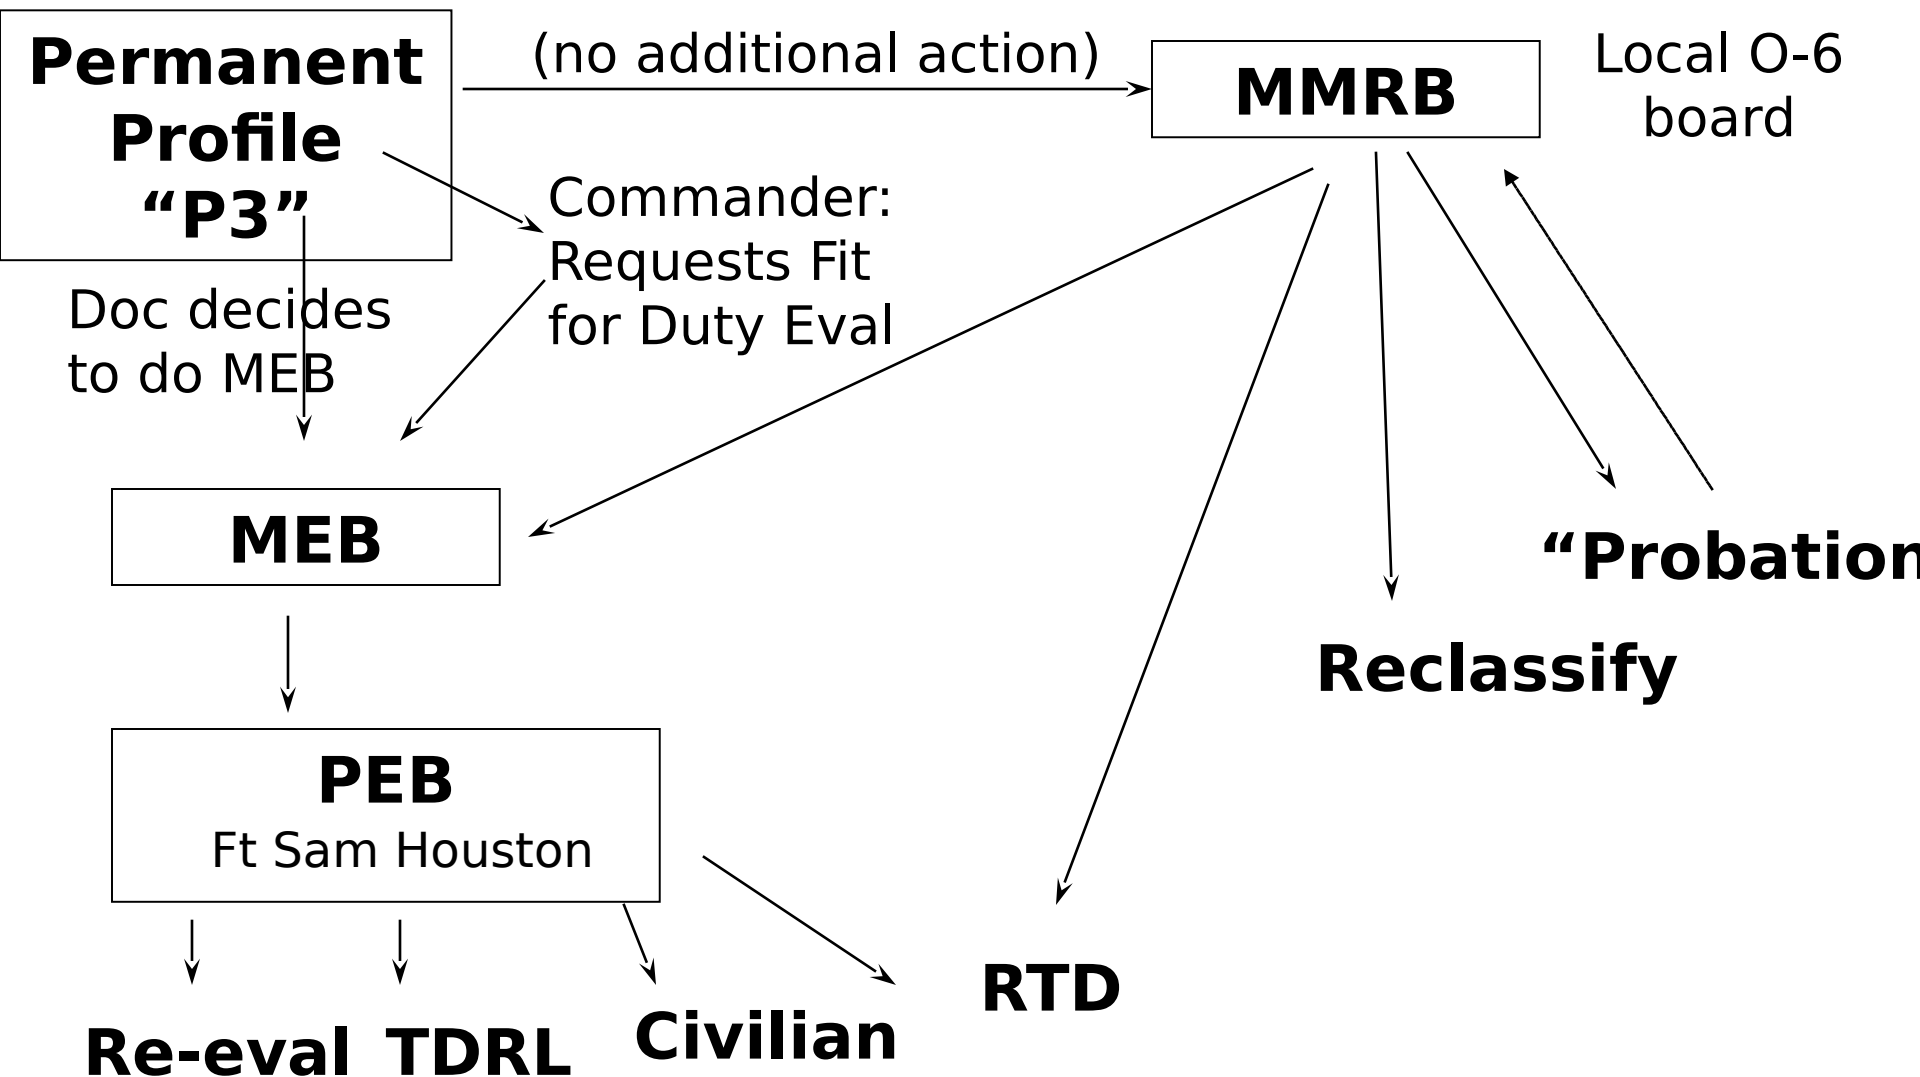 Permanent
Profile
“P3”
(no additional action)
MMRB
Local O-6
board
Commander:
Requests Fit
for Duty Eval
Doc decides
to do MEB
MEB
“Probation
Reclassify
PEB
Ft Sam Houston
RTD
Civilian
Re-eval
TDRL